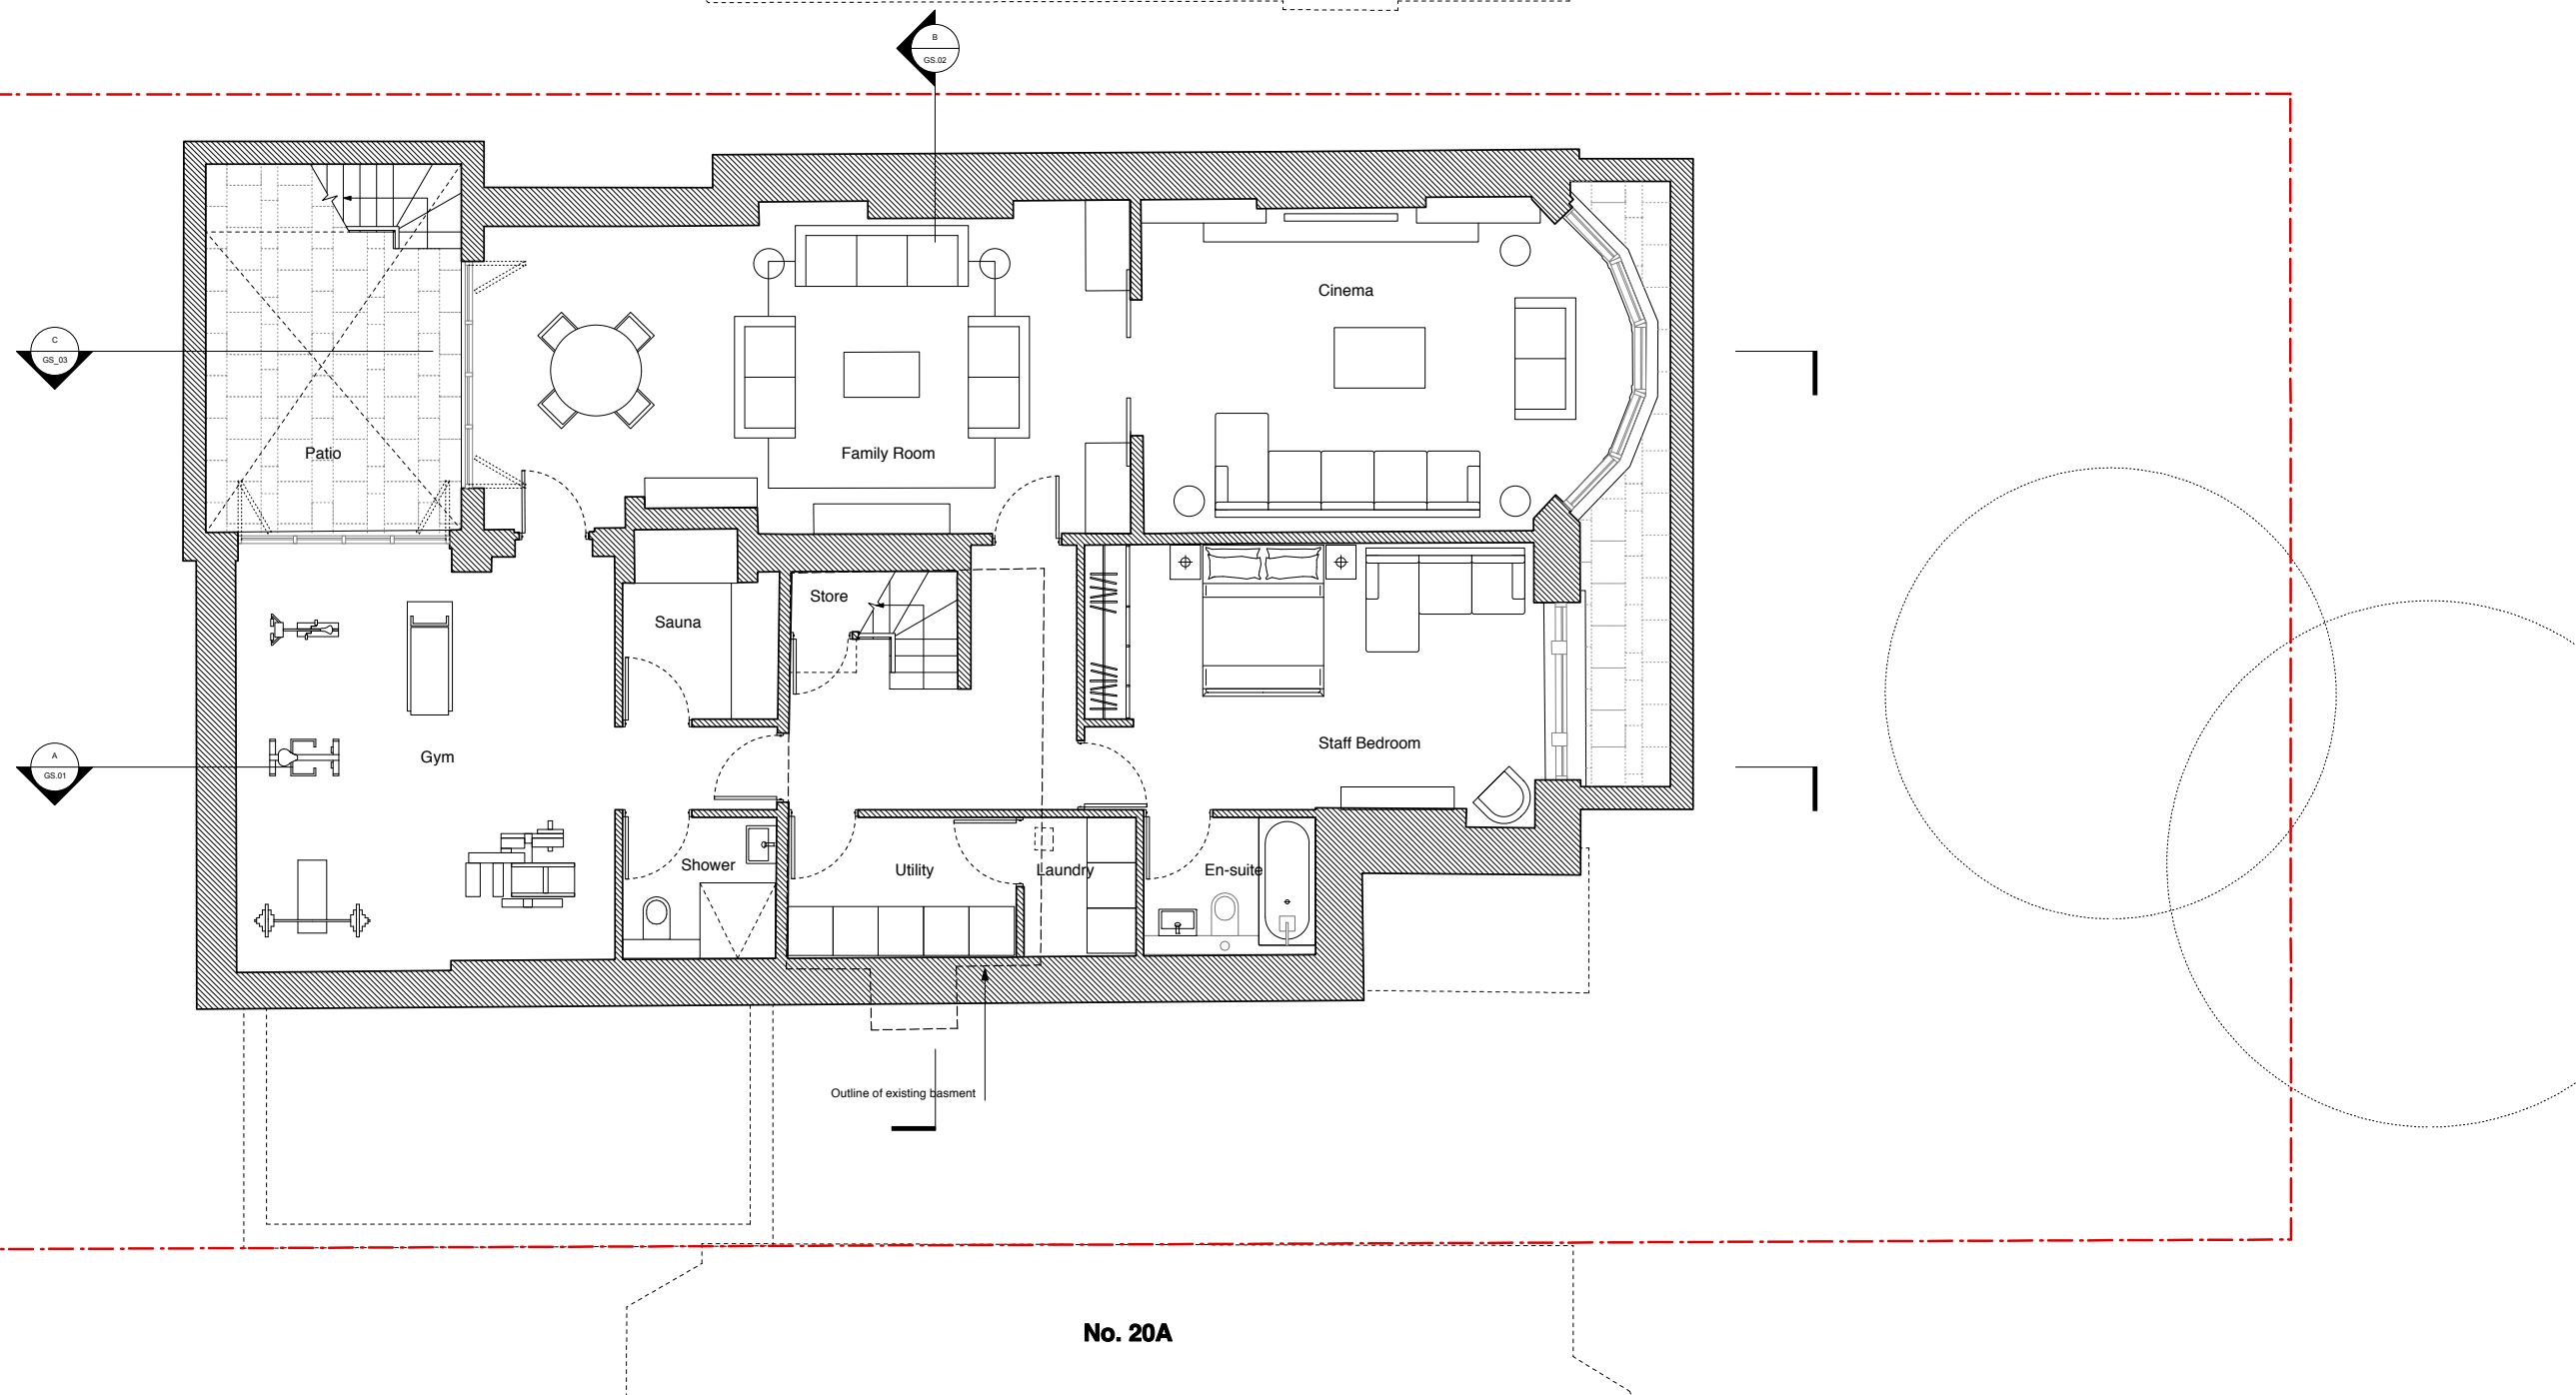 B
GS.02
Cinema
C
GS_03
Patio
Family Room
Store
Sauna
Staff Bedroom
A
GS.01
Gym
Shower
Utility
Laundry
En-suite
Outline of existing basment
No. 20A